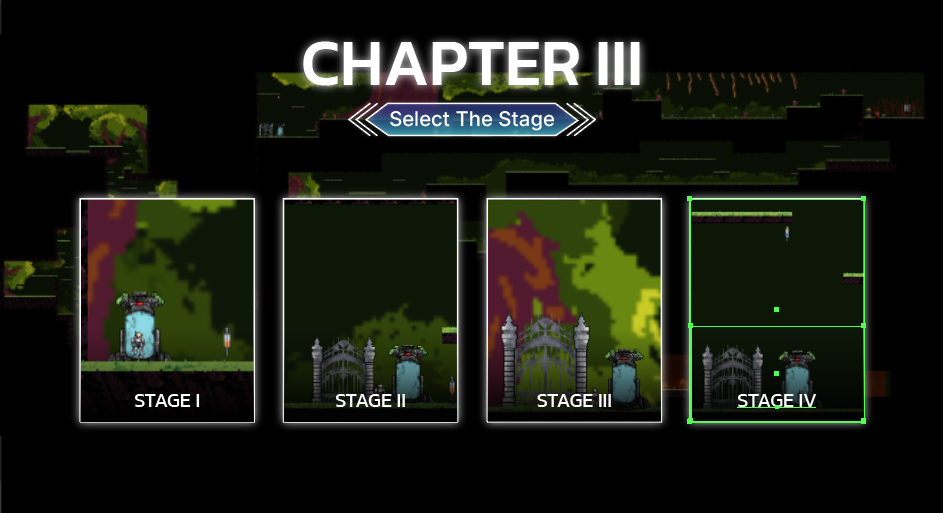 CHAPTER III
Select The Stage
STAGE I
STAGE II
STAGE III
STAGE IV